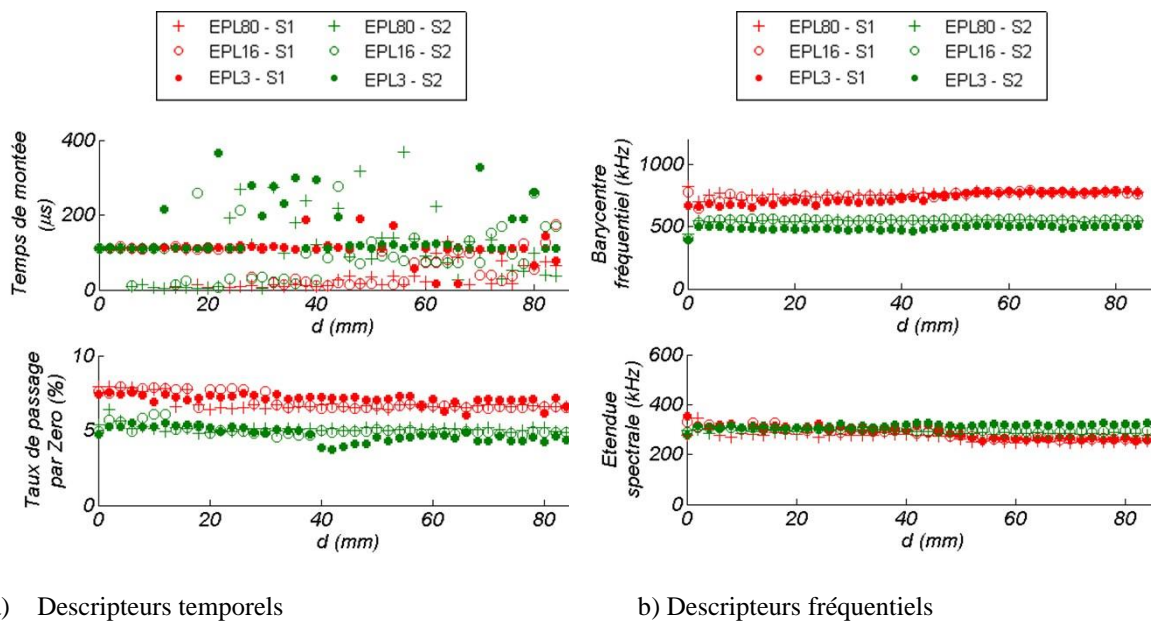 EPL80 - S1 EPL80 - S2
EPL16 - S1 EPL16 - S2
EPL3 - S1 EPL3 - S2
Temps de montée
(µs)
400
200
0
0 20 40 60 80
d (mm)
Taux de passage
par Zero (%)
10
5
0
0 20 40 60 80
d (mm)
EPL80 - S1 EPL80 - S2
EPL16 - S1 EPL16 - S2
EPL3 - S1 EPL3 - S2
Barycentre
fréquentiel (kHz)
1000
500
0
0 20 40 60 80
d (mm)
Etendue
spectrale (kHz)
600
400
200
0
0 20 40 60 80
d (mm)
) Descripteurs temporels
b) Descripteurs fréquentiels